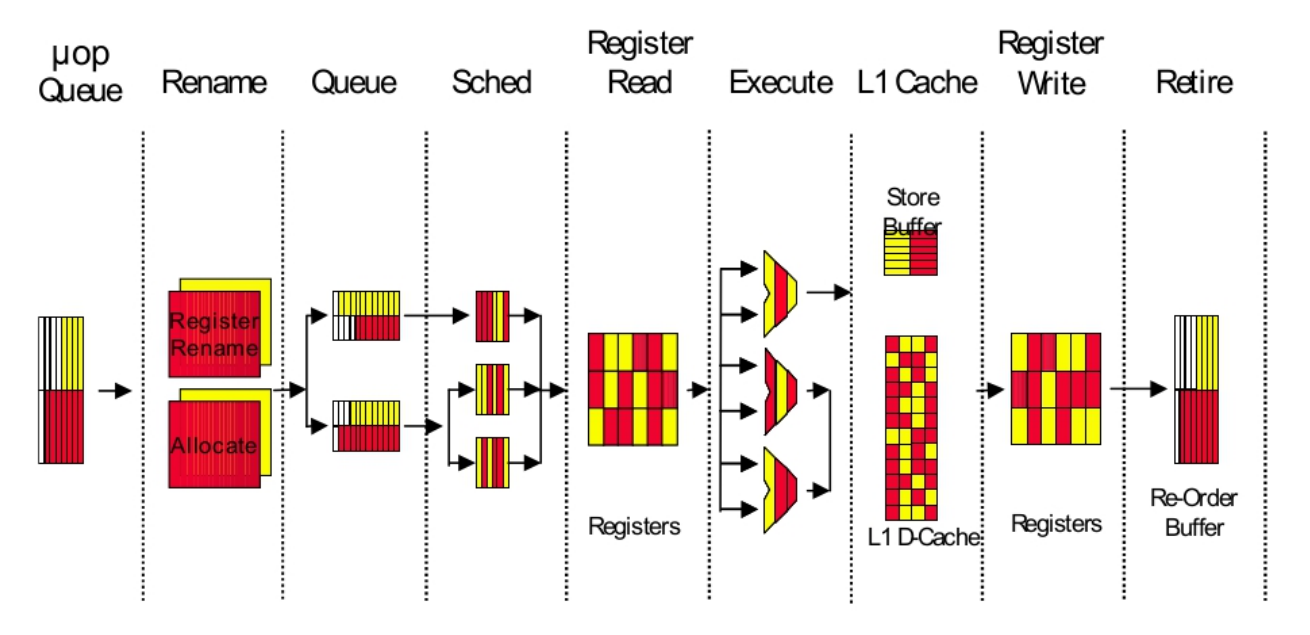 µop
Queue
Rename
Queue
Sched
Register
Read
Execute
L1 Cache
Register
Write
Retire
Register
Rename
Allocate
Registers
Store
Buffer
L1 D-Cache
Registers
Re-Order
Buffer